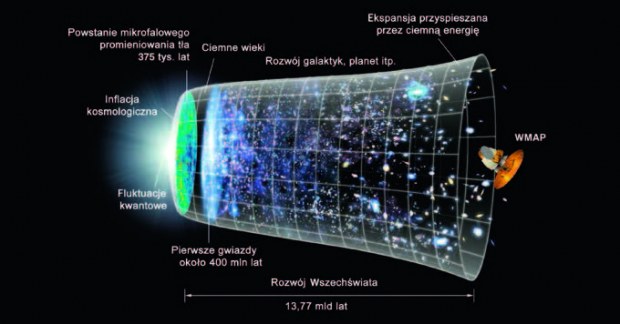 Powstanie mikrofalowego
promieniowania tła
375 tys. lat
Ciemne wieki
Rozwój galaktyk, planet itp.
Ekspansja przyspieszana
przez ciemną energię
Inflacja
kosmologiczna
WMAP
Fluktuacje
kwantowe
Pierwsze gwiazdy
około 400 mln lat
Rozwój Wszechświata
13,77 mld lat